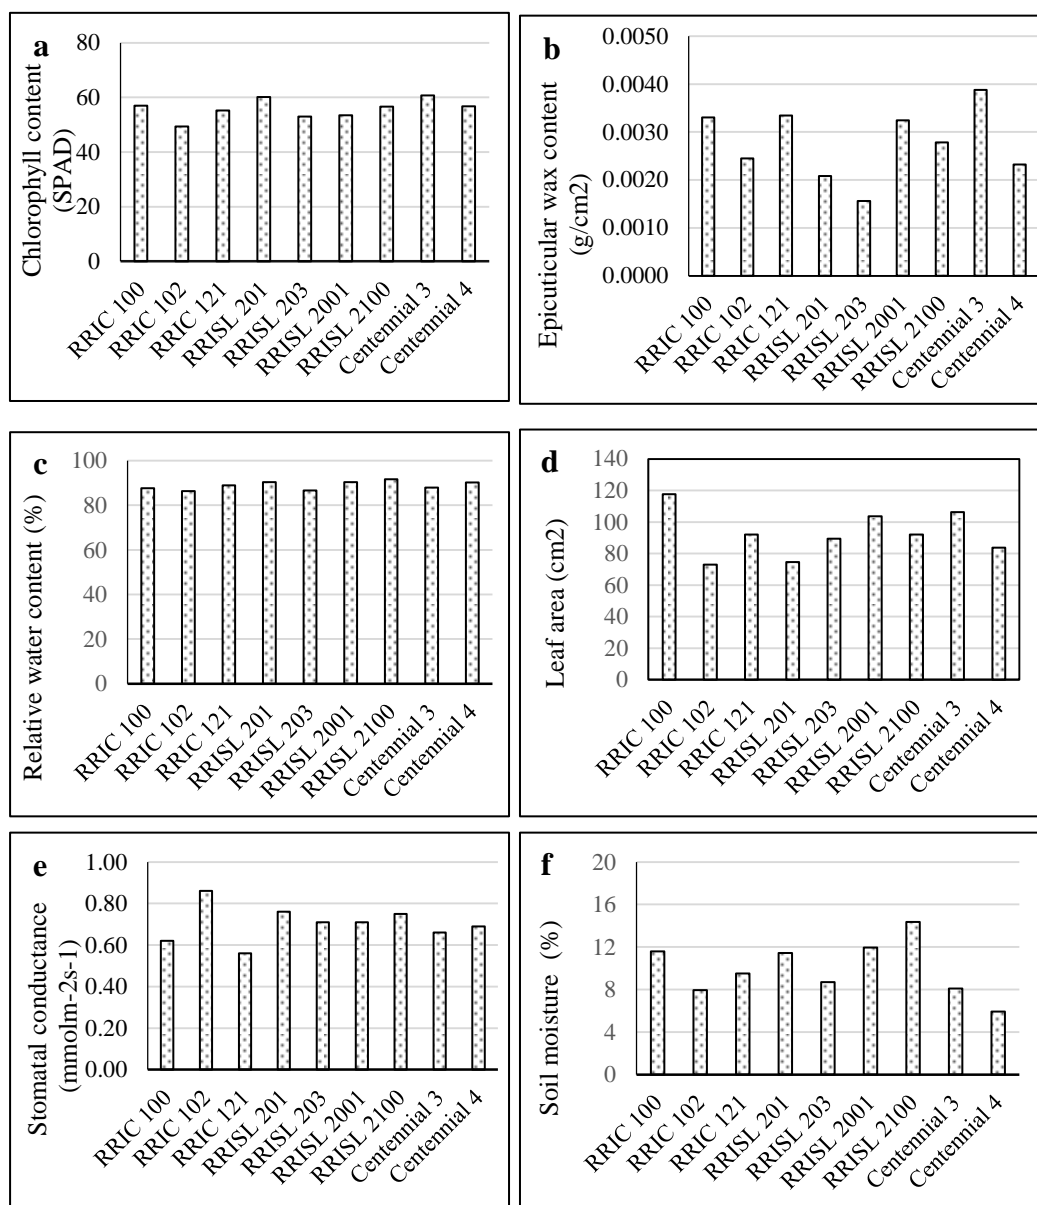 a
Chlorophyll content
(SPAD)
80
60
40
20
0
RRIC 100
RRIC 102
RRIC 121
RRISL 201
RRISL 203
RRISL 2001
RRISL 2100
Centennial 3
Centennial 4
b
Epicuticular wax content
(g/cm2)
0.0050
0.0040
0.0030
0.0020
0.0010
0.0000
RRIC 100
RRIC 102
RRIC 121
RRISL 201
RRISL 203
RRISL 2001
RRISL 2100
Centennial 3
Centennial 4
c
Relative water content (%)
100
80
60
40
20
0
RRIC 100
RRIC 102
RRIC 121
RRISL 201
RRISL 203
RRISL 2001
RRISL 2100
Centennial 3
Centennial 4
d
Leaf area (cm2)
140
120
100
80
60
40
20
0
RRIC 100
RRIC 102
RRIC 121
RRISL 201
RRISL 203
RRISL 2001
RRISL 2100
Centennial 3
Centennial 4
e
Stomatal conductance
(mmolm-2s-1)
1.00
0.80
0.60
0.40
0.20
0.00
RRIC 100
RRIC 102
RRIC 121
RRISL 201
RRISL 203
RRISL 2001
RRISL 2100
Centennial 3
Centennial 4
f
Soil moisture (%)
20
16
12
8
4
0
RRIC 100
RRIC 102
RRIC 121
RRISL 201
RRISL 203
RRISL 2001
RRISL 2100
Centennial 3
Centennial 4